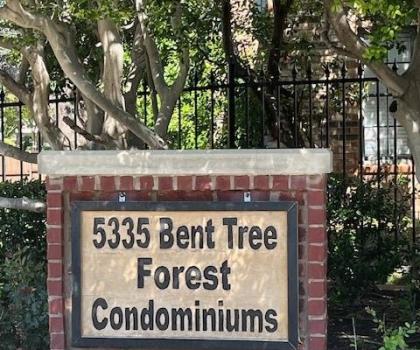 5335 Bent Tree
Forest
Condominiums